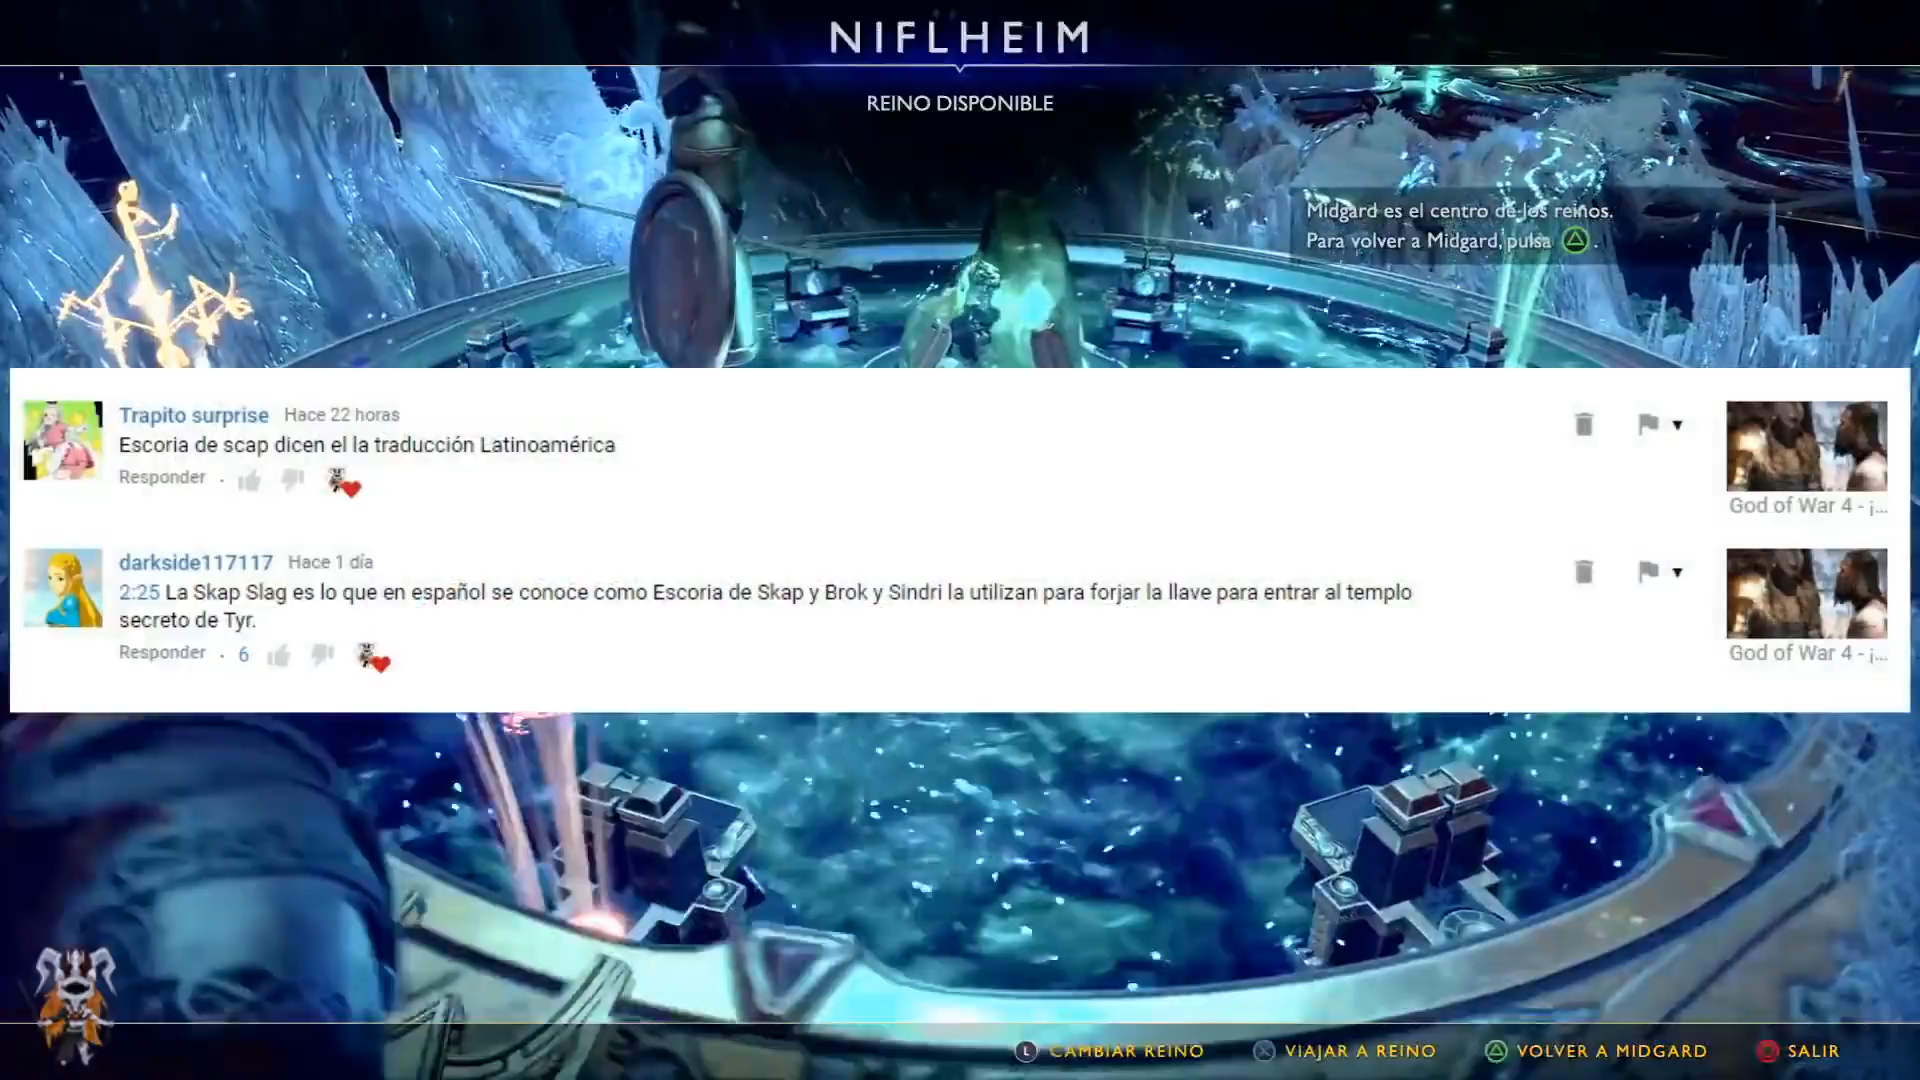 NIFLHEIM
REINO DISPONIBLE
Midgard es el centro de los reinos.
Para volver a Midgard, pulsa .
Trapito surprise Hace 22 horas
Escoria de scap dicen el la traducción Latinoamérica
Responder .
God of War 4 - ¡...
darkside117117 Hace 1 día
2:25 La Skap Slag es lo que en español se conoce como Escoria de Skap y Brok y Sindri la utilizan para forjar la llave para entrar al templo
secreto de Tyr.
Responder . 6
God of War 4 - ¡...
L CAMBIAR REINO VIAJAR A REINO VOLVER A MIDGARD SALIR